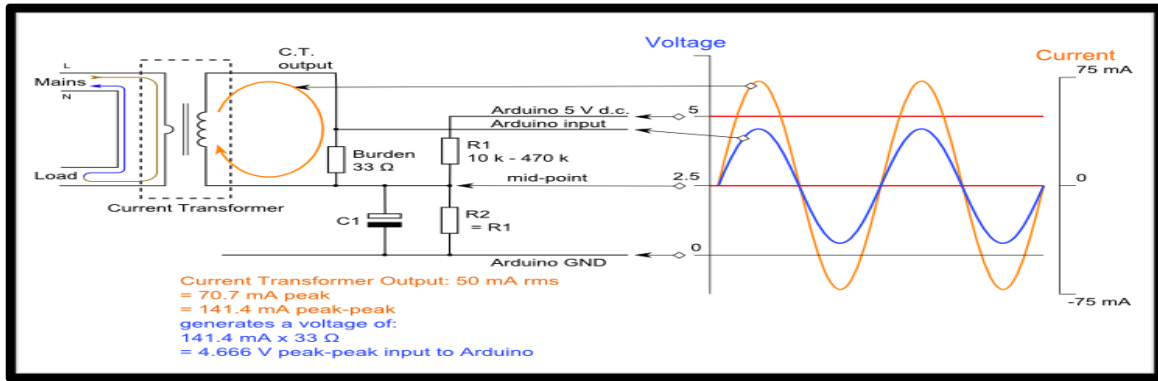 Voltage
Current
C.T.
output
75 mA
L
Mains
N
Arduino 5 V d.c.
5
Arduino input
Burden
33 Ω
R1
10 k - 470 k
mid-point
2.5
0
Load
Current Transformer
C1
R2
= R1
0
Arduino GND
-75 mA
Current Transformer Output: 50 mA rms
= 70.7 mA peak
= 141.4 mA peak-peak
generates a voltage of:
141.4 mA x 33 Ω
= 4.666 V peak-peak input to Arduino